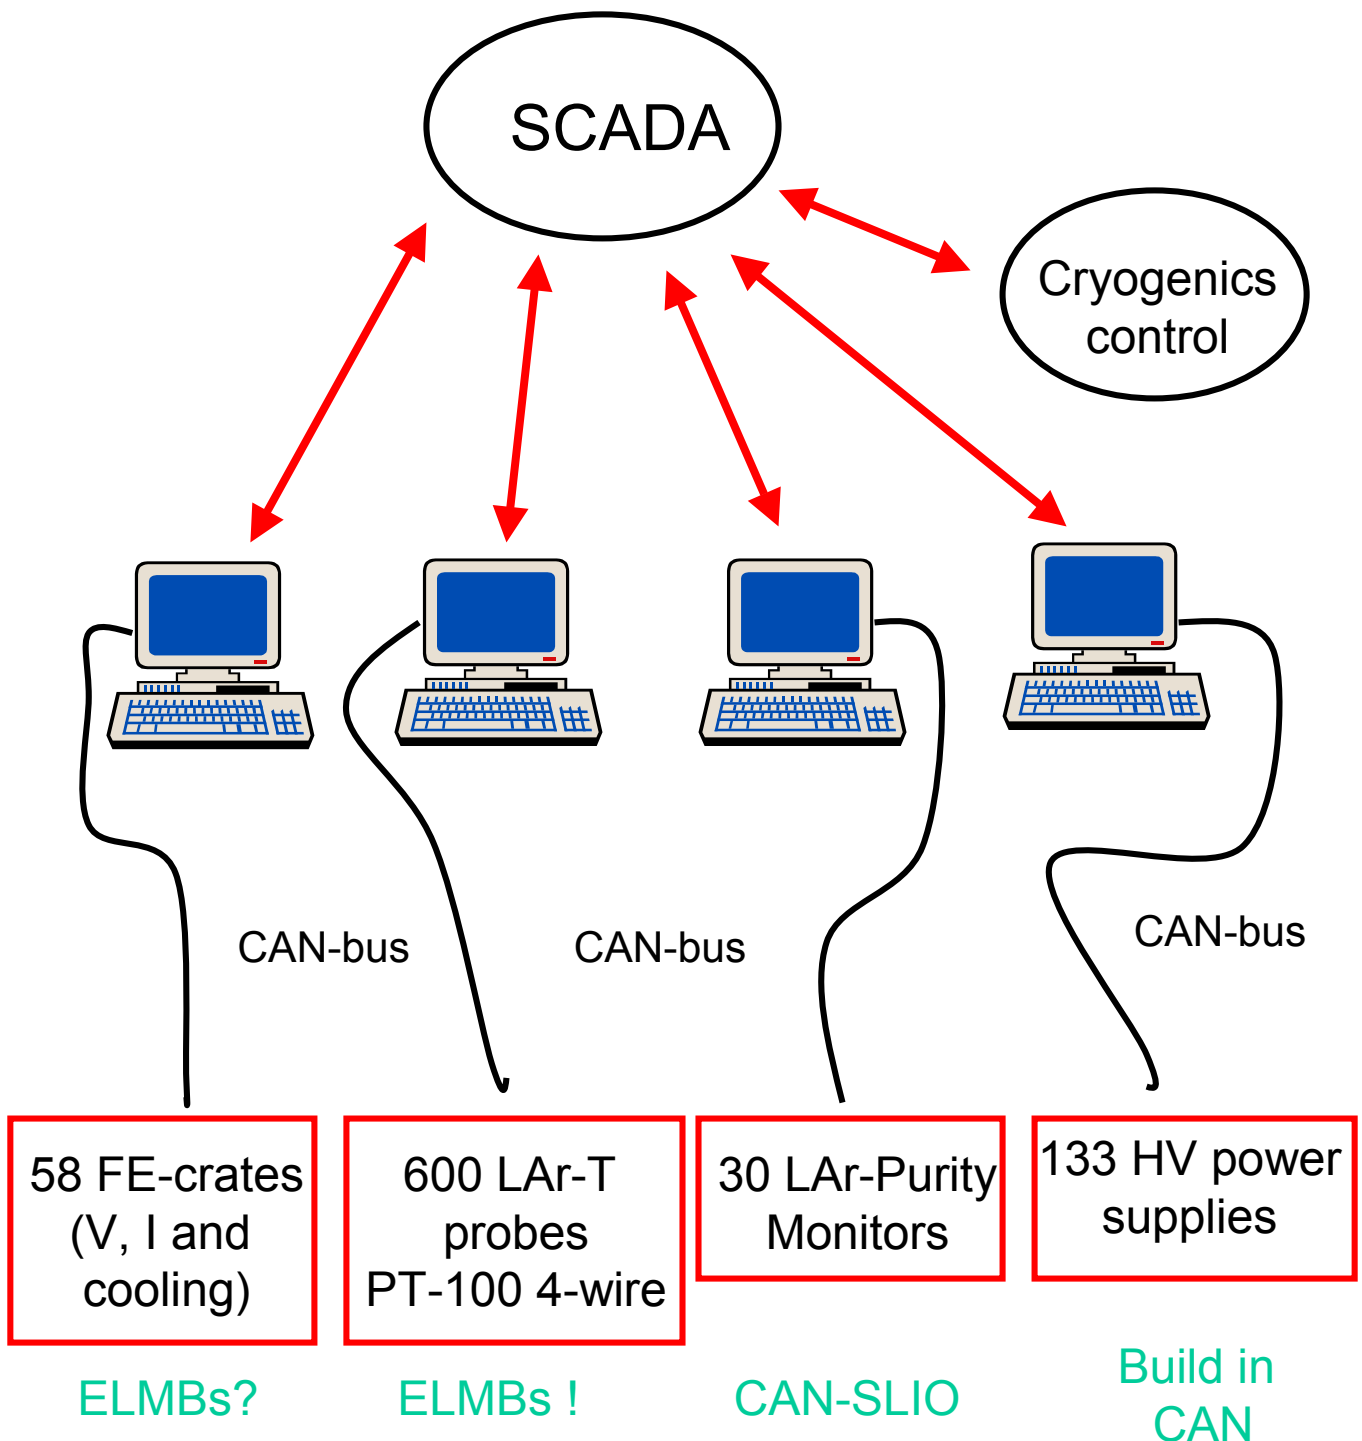 SCADA
Cryogenics
control
CAN-bus
CAN-bus
CAN-bus
58 FE-crates
(V, I and
cooling)
600 LAr-T
probes
PT-100 4-wire
30 LAr-Purity
Monitors
133 HV power
supplies
ELMBs?
ELMBs !
CAN-SLIO
Build in
CAN